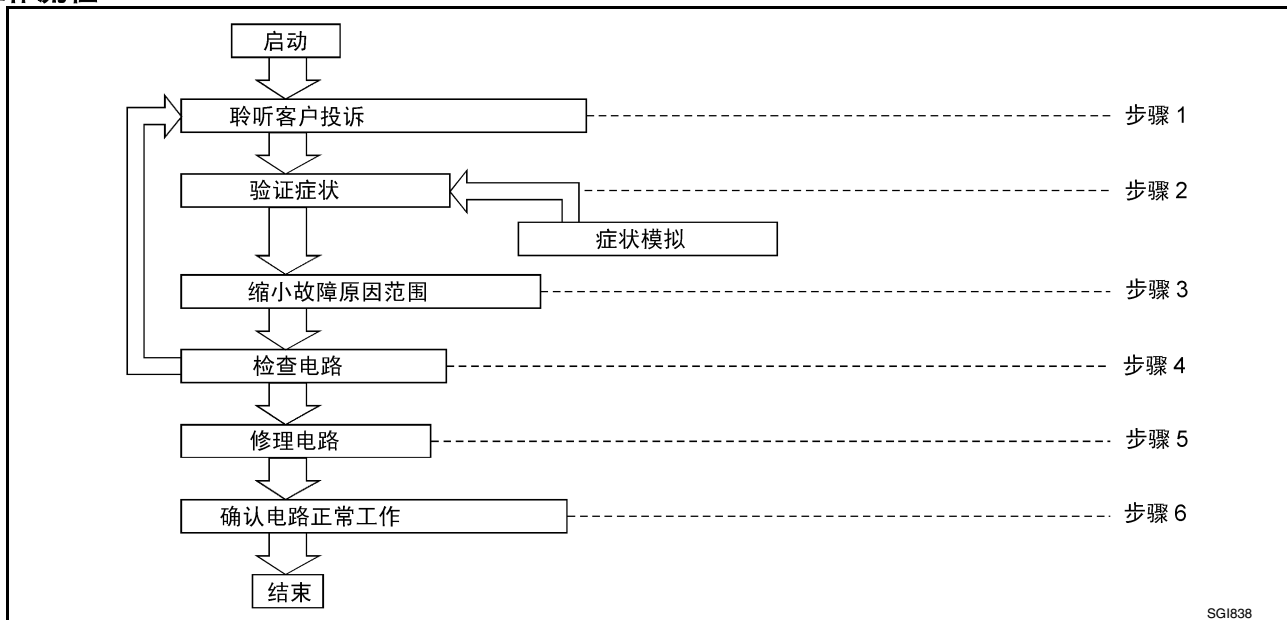 启动
聆听客户投诉 步骤 1
验证症状 步骤 2
症状模拟
缩小故障原因范围 步骤 3
检查电路 步骤 4
修理电路 步骤 5
确认电路正常工作 步骤 6
结束
SGI838